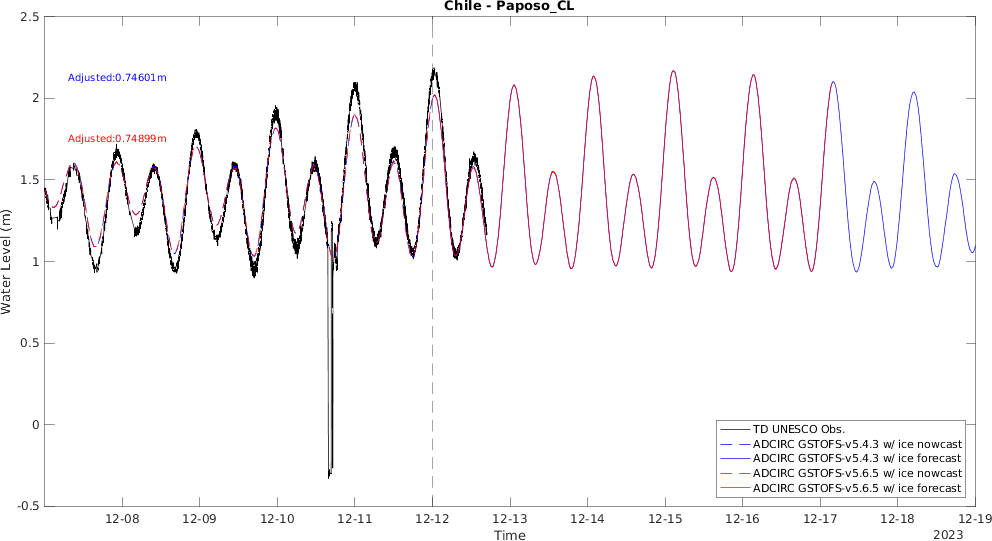 Chile - Paposo_CL
2.5
2
1.5
1
0.5
0
-0.5
Water Level (m)
Adjusted:0.74601m
Adjusted:0.74899m
TD UNESCO Obs.
ADCIRC GSTOFS-v5.4.3 w/ ice nowcast
ADCIRC GSTOFS-v5.4.3 w/ ice forecast
ADCIRC GSTOFS-v5.6.5 w/ ice nowcast
ADCIRC GSTOFS-v5.6.5 w/ ice forecast
12-08 12-09 12-10 12-11 12-12 12-13 12-14 12-15 12-16 12-17 12-18 12-19
Time
2023